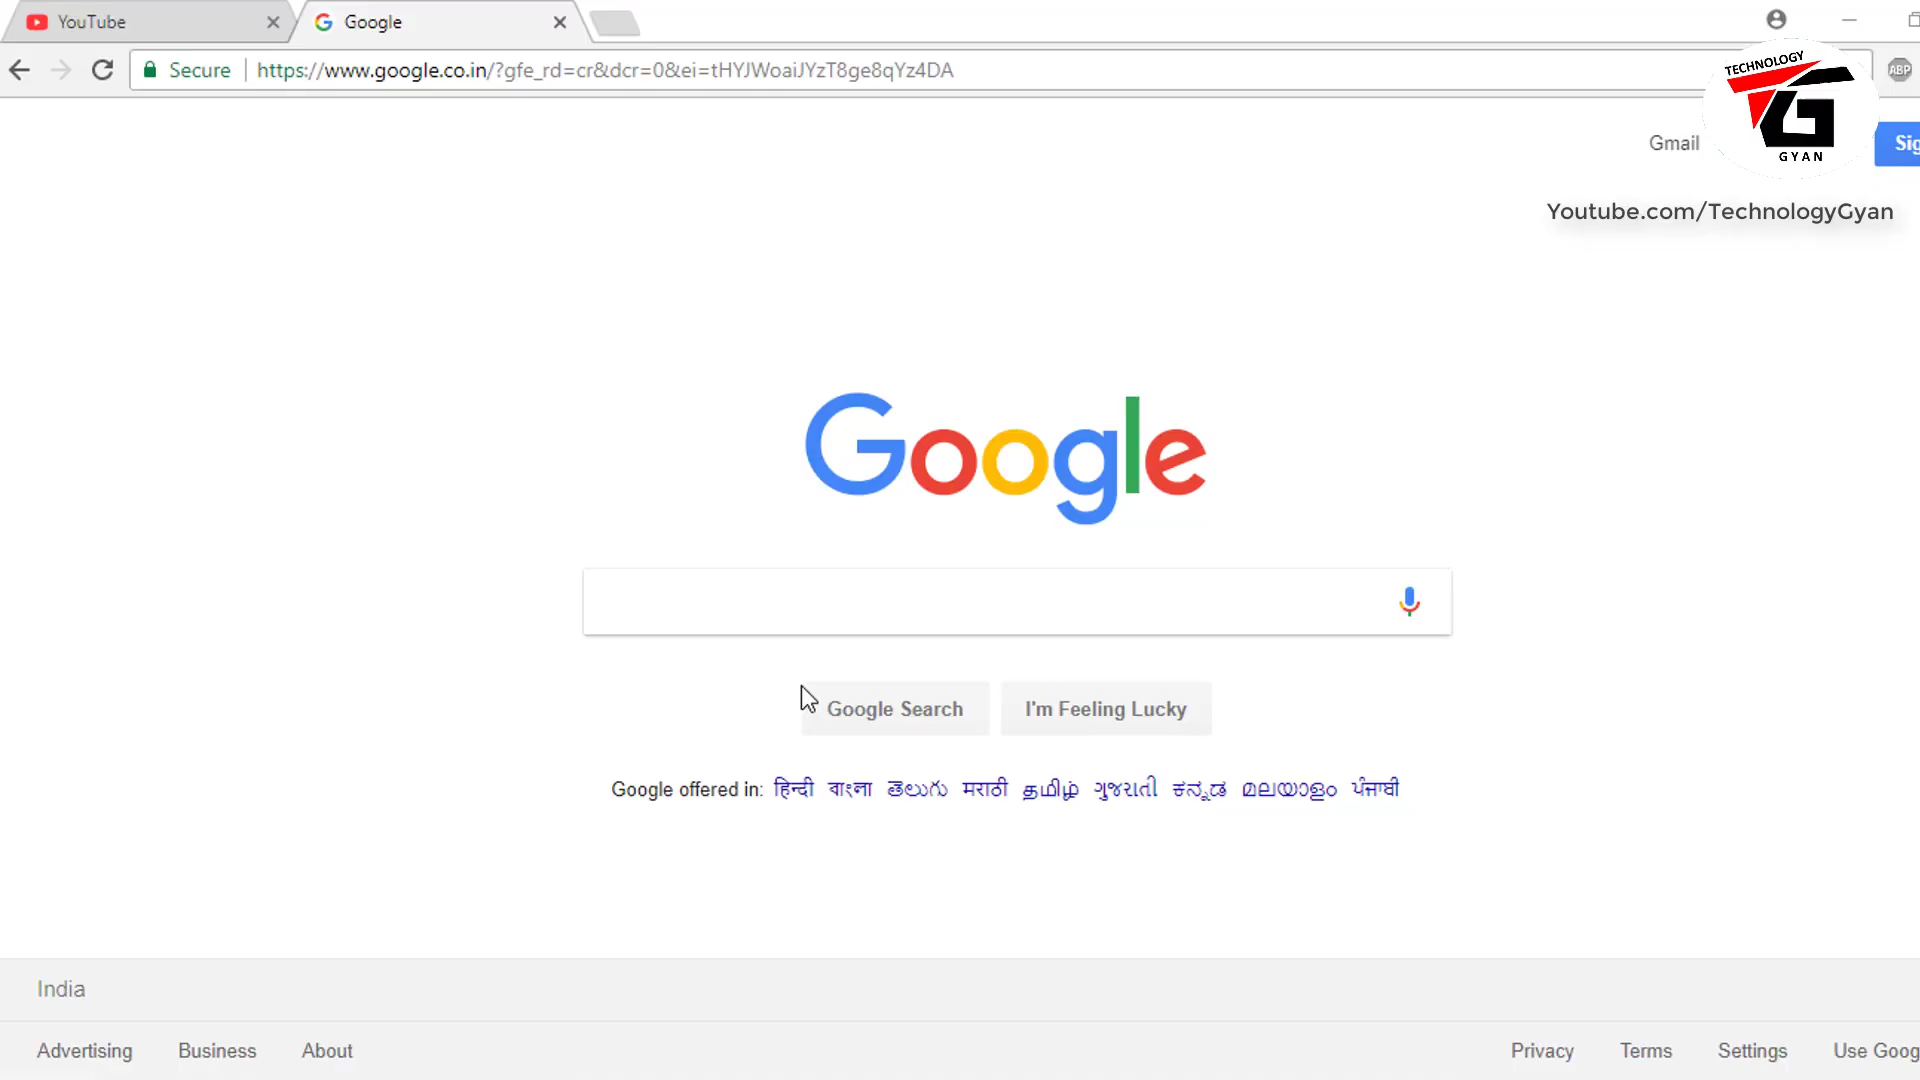 YouTube
Google
Secure https://www.google.co.in/?gfe_rd=cr&dcr=0&ei=tHYJWoaiJYzT8ge8qYz4DA
ABP
TECHNOLOGY
TG
GYAN
Gmail
Sig
Youtube.com/TechnologyGyan
Google
Google Search
I'm Feeling Lucky
Google offered in: हिन्दी বাংলা తెలుగు मराठी தமிழ் ગુજરાતી ಕನ್ನಡ മലയാളം ਪੰਜਾਬੀ
India
Advertising Business About Privacy Terms Settings Use Goog